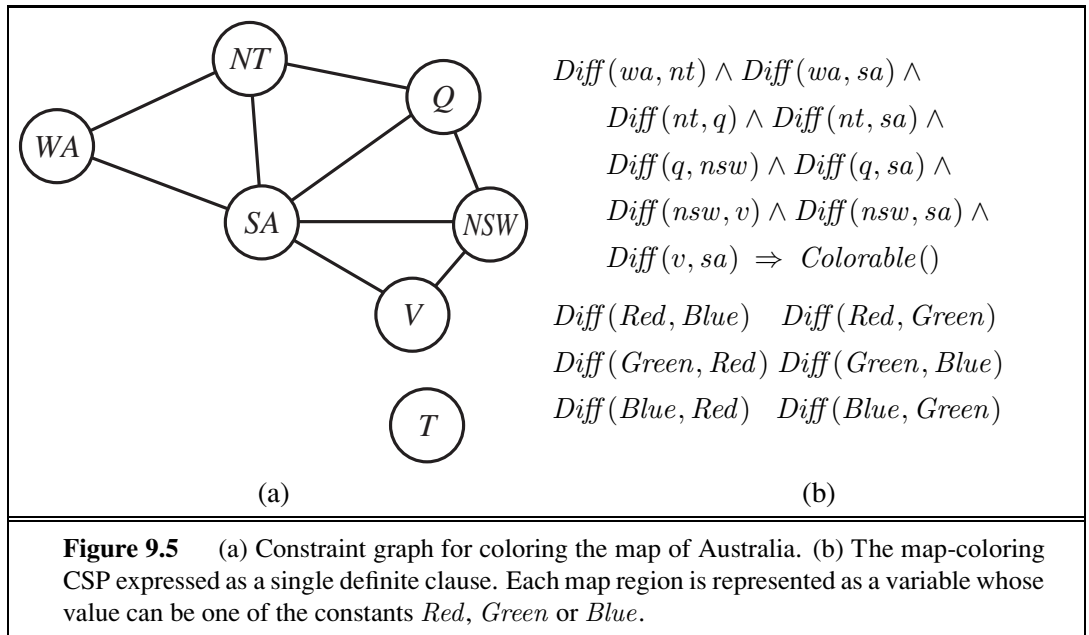 NT
Q
WA
SA
NSW
V
T
(a)
Diff(wa, nt) ∧ Diff(wa, sa) ∧
Diff(nt, q) ∧ Diff(nt, sa) ∧
Diff(q, nsw) ∧ Diff(q, sa) ∧
Diff(nsw, v) ∧ Diff(nsw, sa) ∧
Diff(v, sa) ⇒ Colorable()
Diff(Red, Blue) Diff(Red, Green)
Diff(Green, Red) Diff(Green, Blue)
Diff(Blue, Red) Diff(Blue, Green)
(b)
Figure 9.5 (a) Constraint graph for coloring the map of Australia. (b) The map-coloring
CSP expressed as a single definite clause. Each map region is represented as a variable whose
value can be one of the constants Red, Green or Blue.